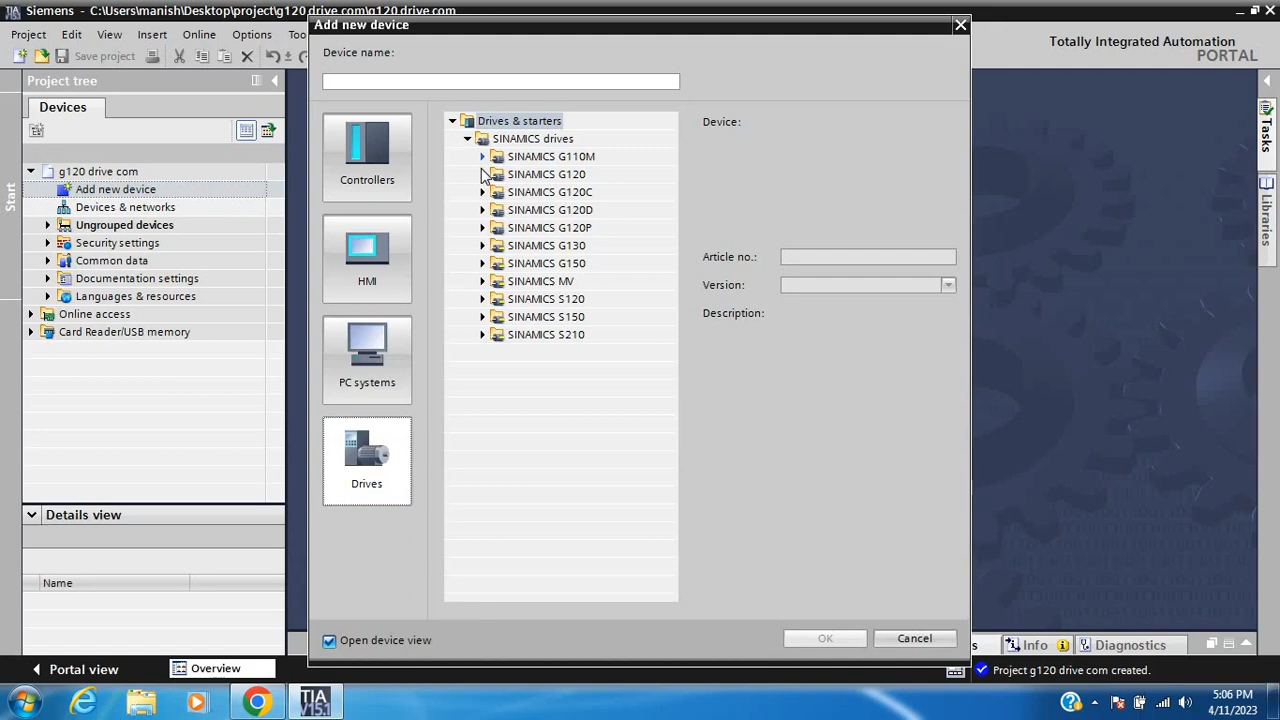 Siemens - C:\Users\manish\Desktop\project\g120 drive com\g120 drive com
Add new device
Project Edit View Insert Online Options
Totally Integrated Automation
PORTAL
Save project
Device name:
Project tree
Devices
Start
Tasks
Libraries
g120 drive com
Add new device
Devices & networks
Ungrouped devices
Security settings
Common data
Documentation settings
Languages & resources
Online access
Card Reader/USB memory
Controllers
HMI
PC systems
Drives
Drives & starters
SINAMICS drives
SINAMICS G110M
SINAMICS G120
SINAMICS G120C
SINAMICS G120D
SINAMICS G120P
SINAMICS G130
SINAMICS G150
SINAMICS MV
SINAMICS S120
SINAMICS S150
SINAMICS S210
Device:
Article no.:
Version:
Description:
Details view
Name
Open device view
OK
Cancel
Info
Diagnostics
Portal view
Overview
Project g120 drive com created.
TIA
V15.1
5:06 PM
4/11/2023